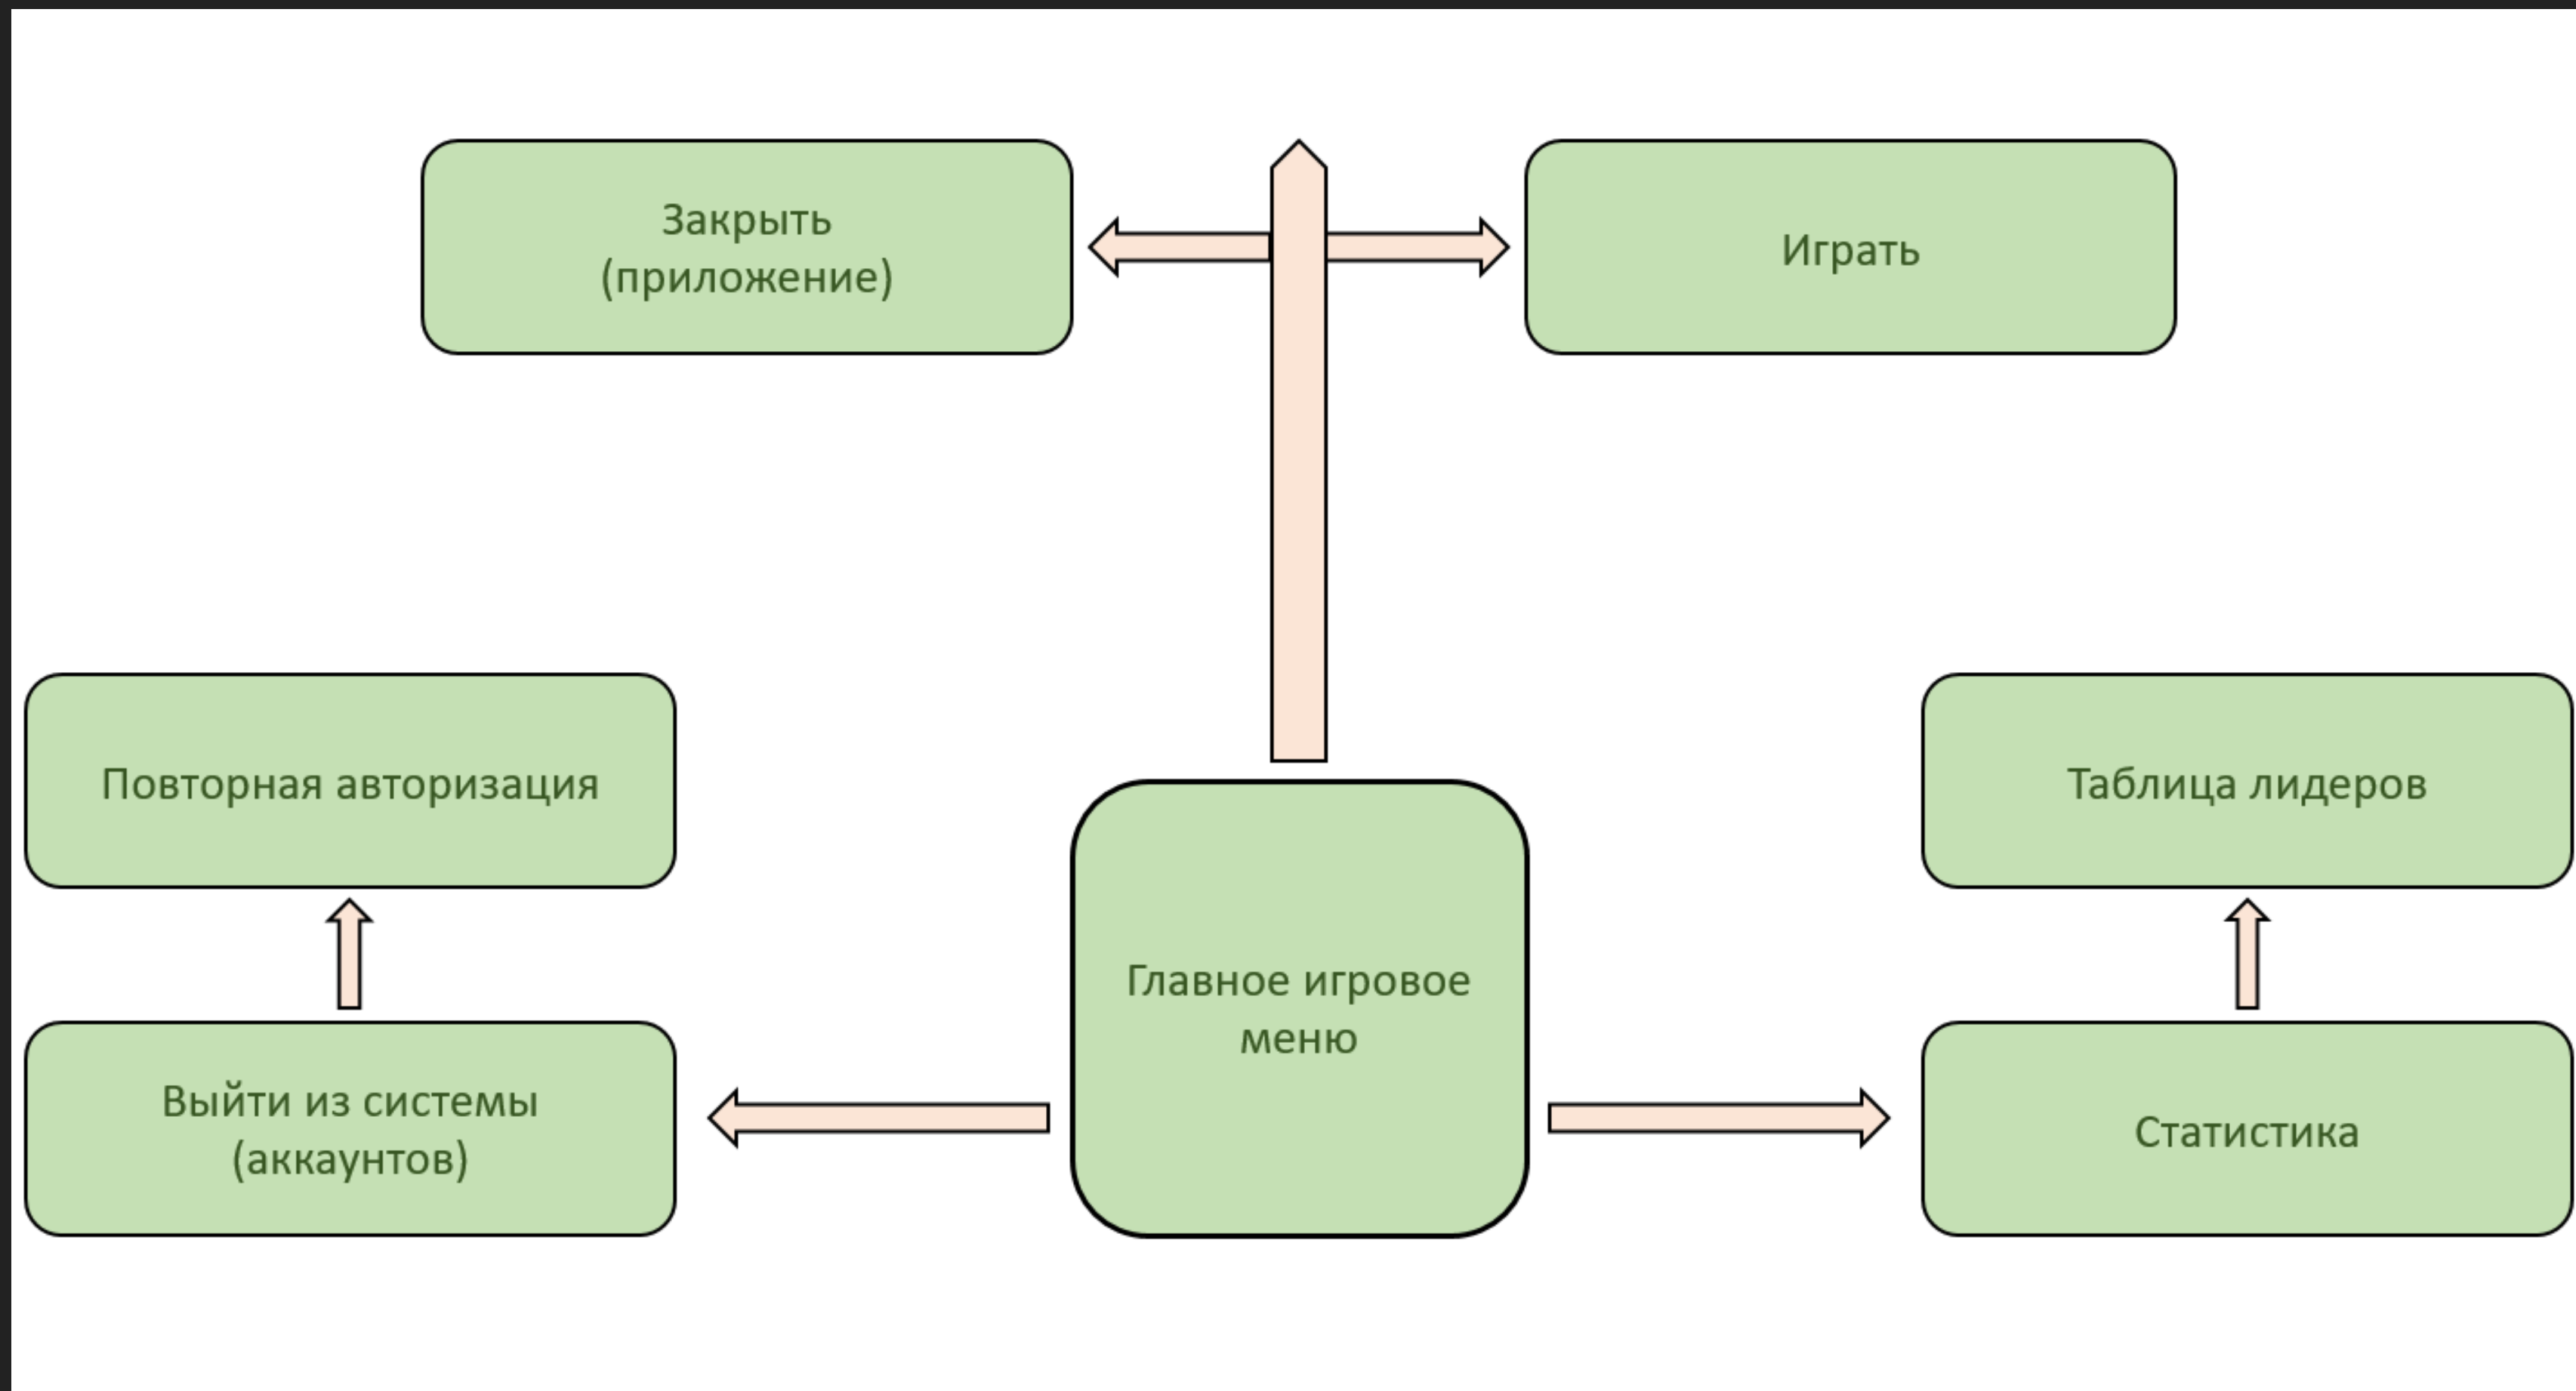 Закрыть
(приложение)
Играть
Повторная авторизация
Таблица лидеров
Главное игровое
меню
Выйти из системы
(аккаунтов)
Статистика